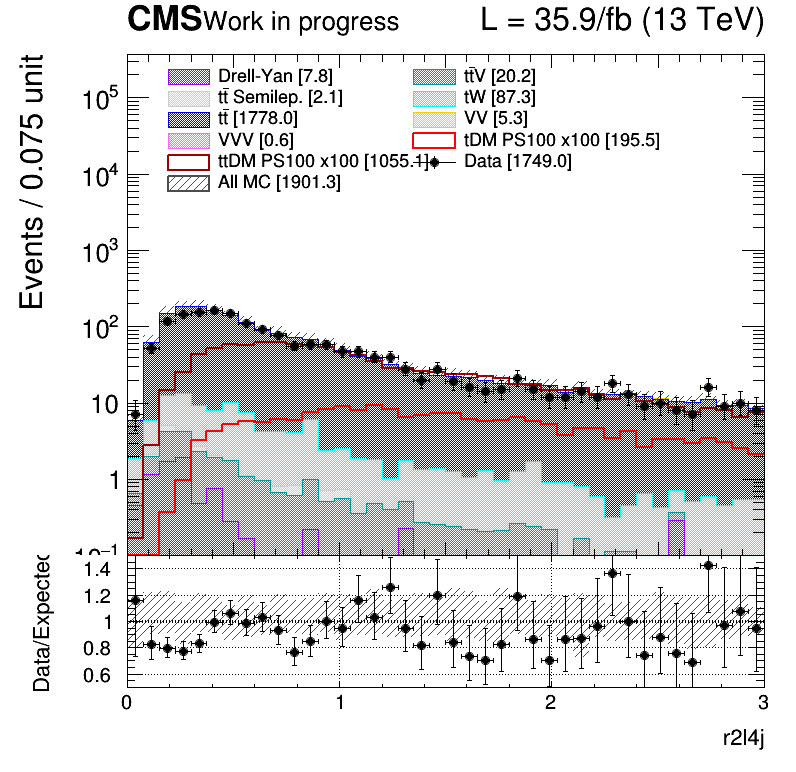 CMS Work in progress L = 35.9/fb (13 TeV)
Events / 0.075 unit
Drell-Yan [7.8] tt̄V [20.2]
tt̄ Semilep. [2.1] tW [87.3]
tt̄ [1778.0] VV [5.3]
VVV [0.6] tDM PS100 x100 [195.5]
ttDM PS100 x100 [1055.1] Data [1749.0]
All MC [1901.3]
10⁵
10⁴
10³
10²
10
1
10⁻¹
Data/Expected
1.4
1.2
1
0.8
0.6
0 1 2 3
r2l4j